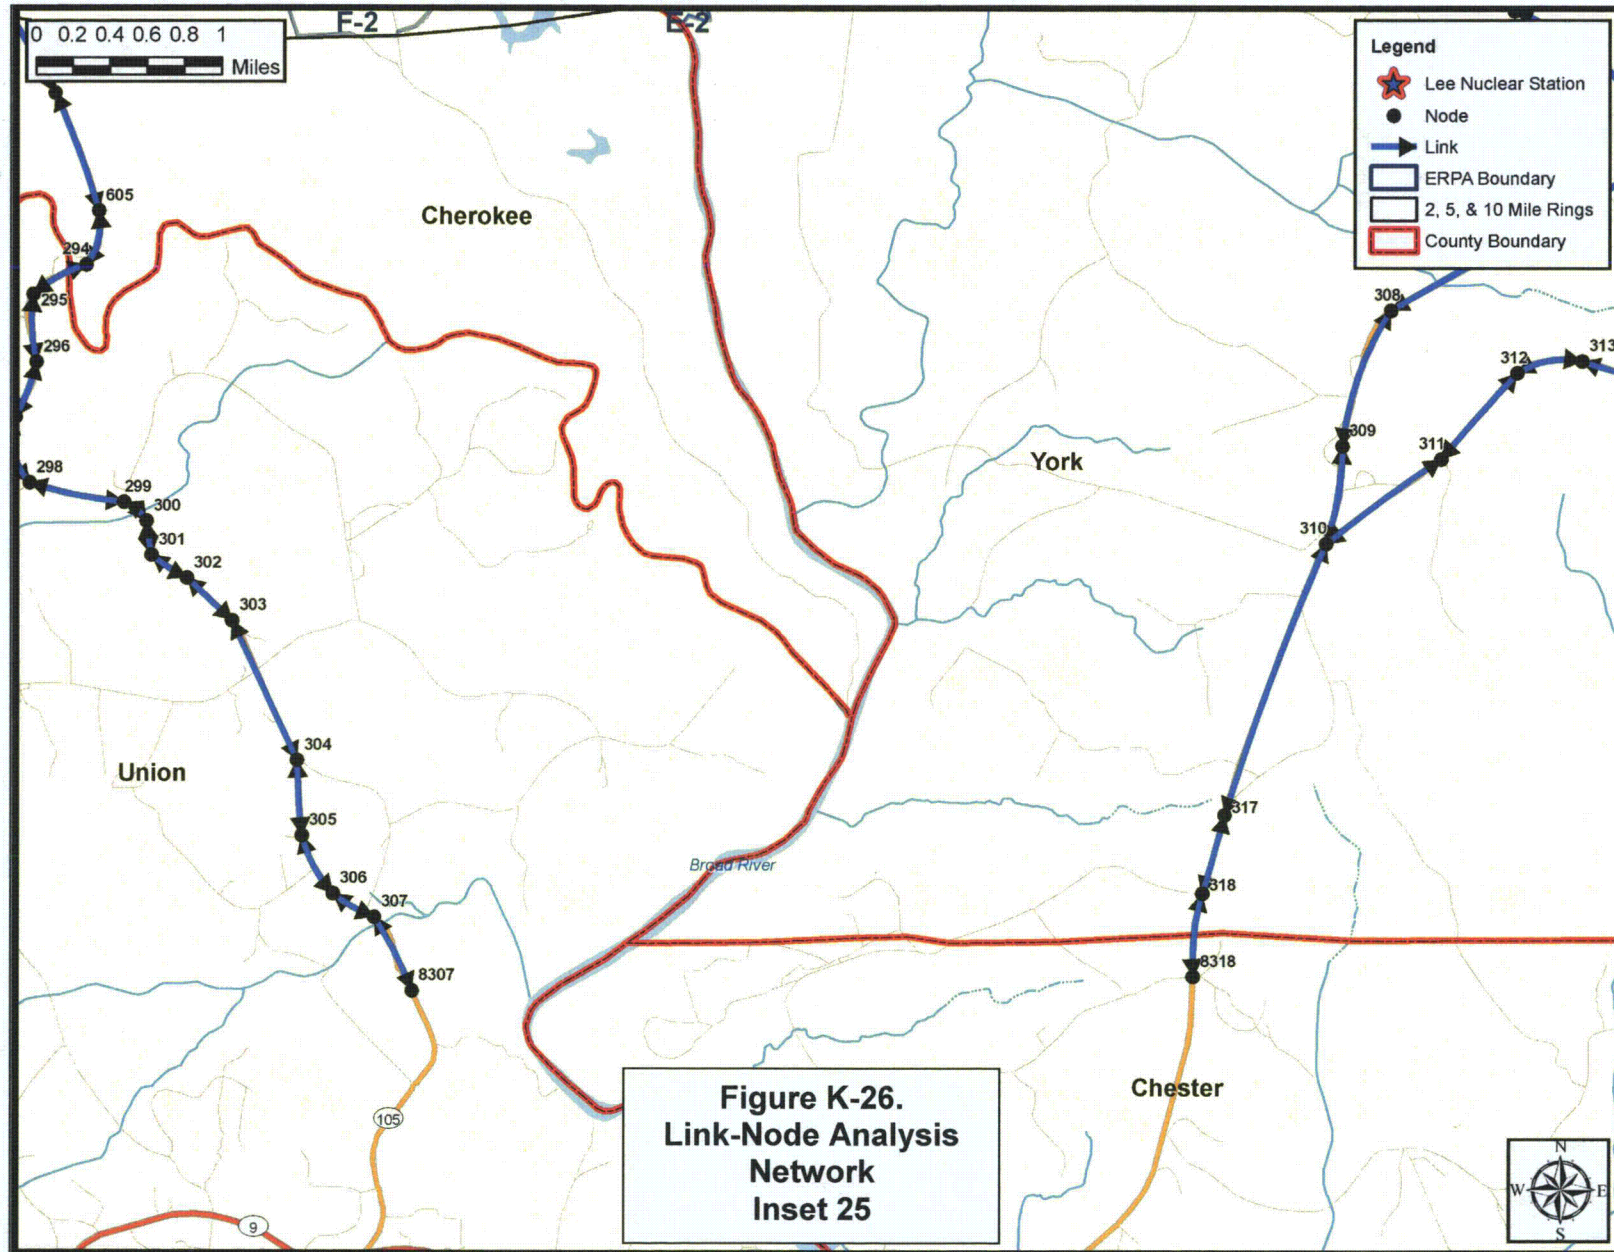 F-2
E-2
0 0.2 0.4 0.6 0.8 1
Miles
Legend
Lee Nuclear Station
Node
Link
ERPA Boundary
2, 5, & 10 Mile Rings
County Boundary
605
Cherokee
294
295
308
296
312
313
309
311
York
298
299
300
310
301
302
303
304
Union
317
305
Broad River
306
318
307
8307
8318
Chester
105
9
Figure K-26.
Link-Node Analysis
Network
Inset 25
N
W
E
S